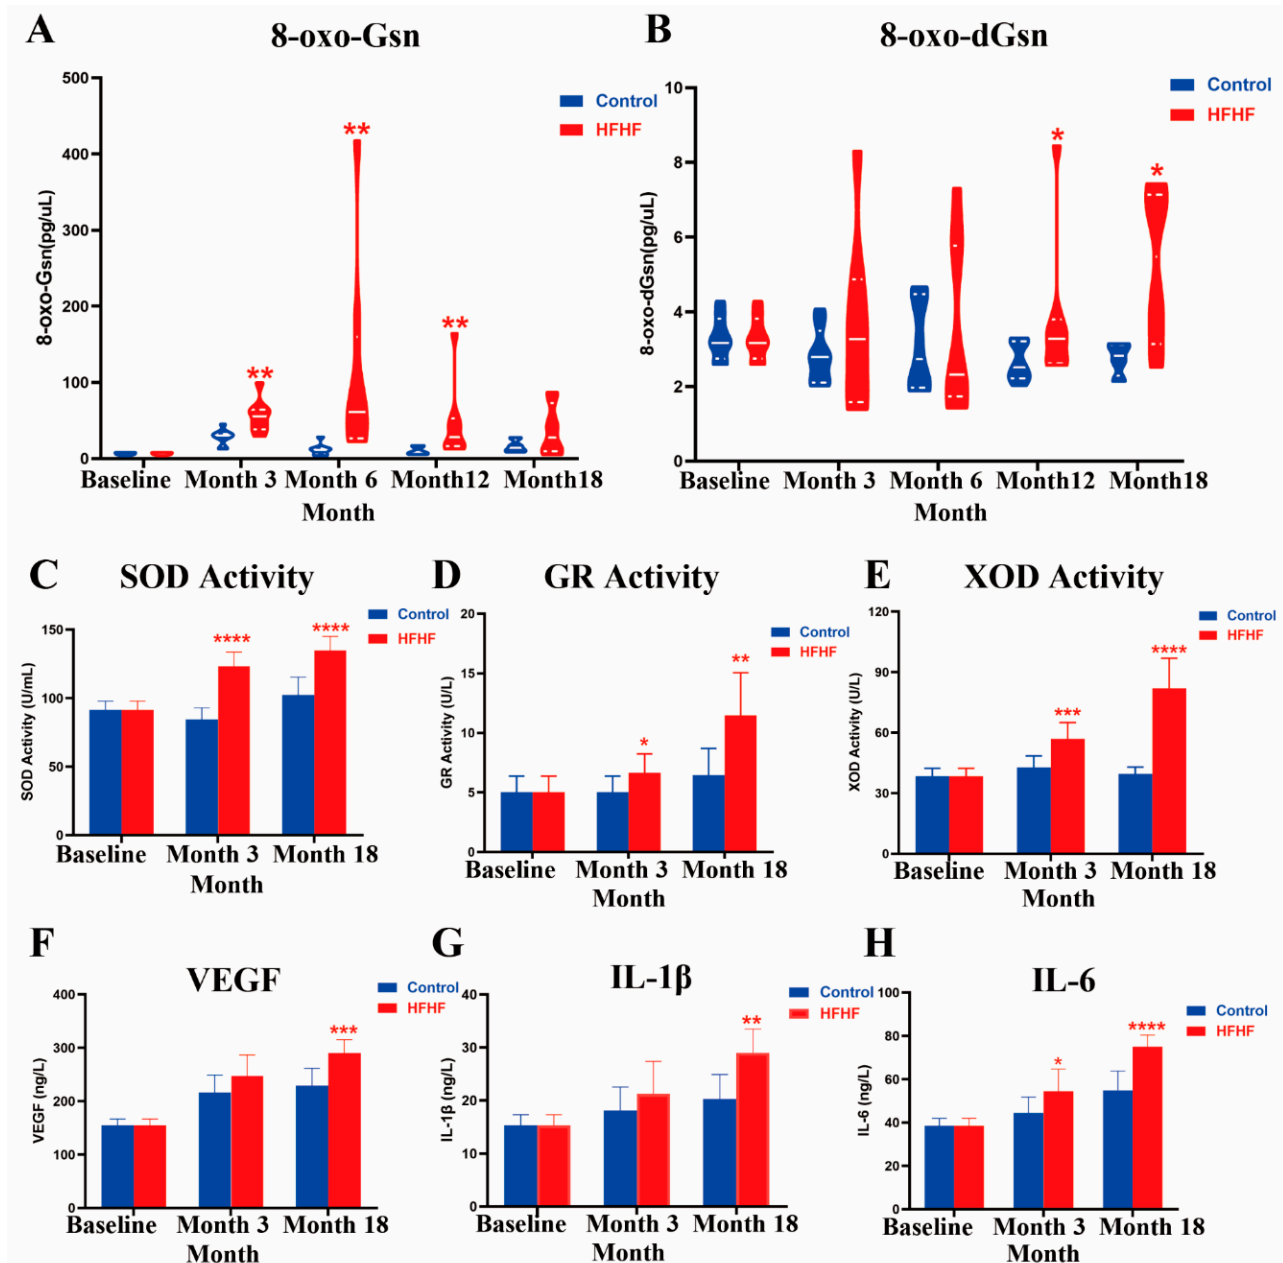 A
8-oxo-Gsn
500
400
300
200
100
0
8-oxo-Gsn(pg/uL)
Control
HFHF
**
**
**
Baseline Month 3 Month 6 Month12 Month18
Month
B
8-oxo-dGsn
10
8
6
4
2
0
8-oxo-dGsn(pg/uL)
Control
HFHF
*
*
Baseline Month 3 Month 6 Month12 Month18
Month
C
SOD Activity
150
100
50
0
SOD Activity (U/mL)
Control
HFHF
****
****
Baseline Month 3 Month 18
Month
D
GR Activity
20
15
10
5
0
GR Activity (U/L)
Control
HFHF
*
**
Baseline Month 3 Month 18
Month
E
XOD Activity
120
90
60
30
0
XOD Activity (U/L)
Control
HFHF
***
****
Baseline Month 3 Month 18
Month
F
VEGF
400
300
200
100
0
VEGF (ng/L)
Control
HFHF
***
Baseline Month 3 Month 18
Month
G
IL-1β
40
30
20
10
0
IL-1β (ng/L)
Control
HFHF
**
Baseline Month 3 Month 18
Month
H
IL-6
100
80
60
40
20
0
IL-6 (ng/L)
Control
HFHF
*
****
Baseline Month 3 Month 18
Month